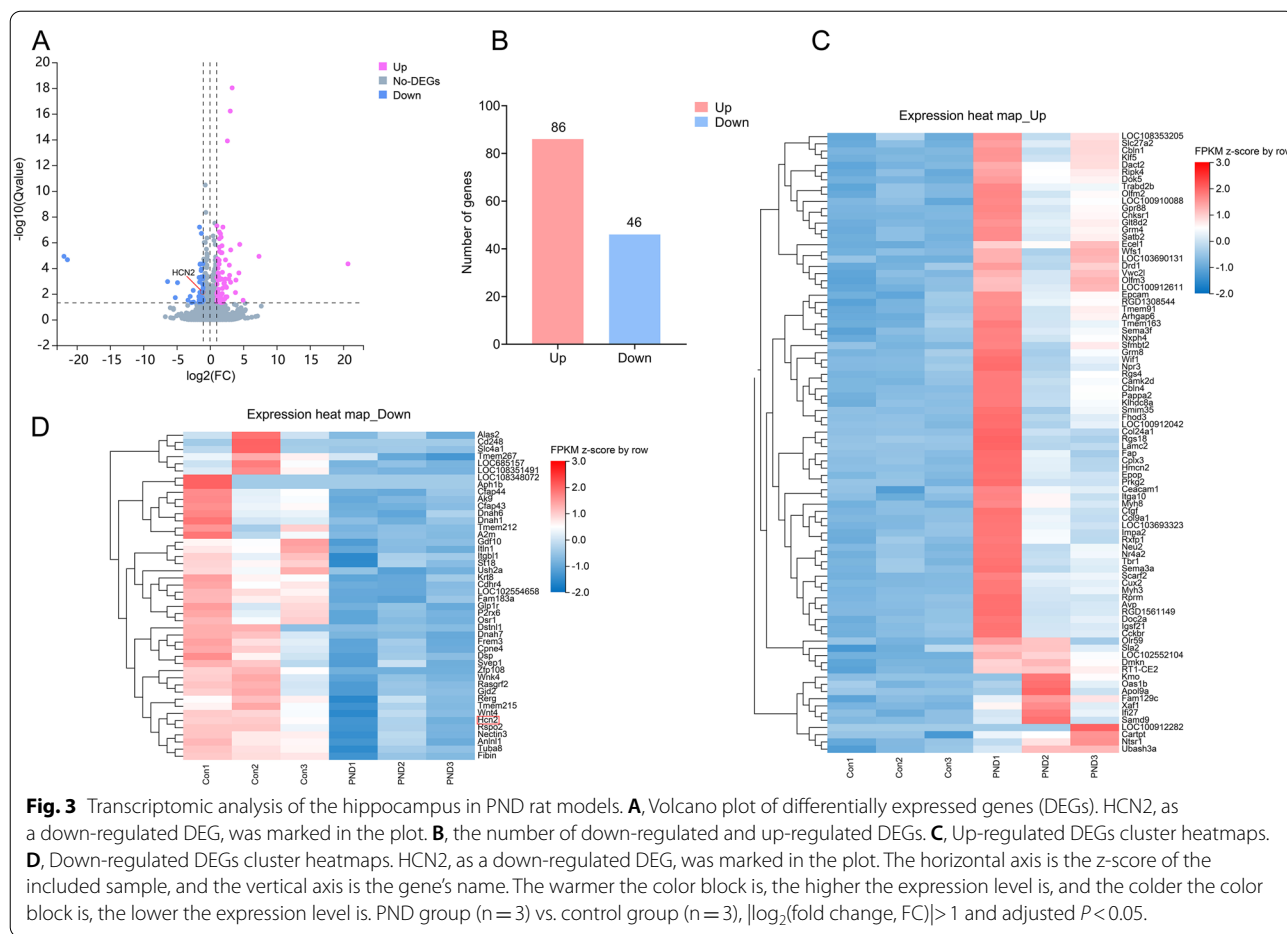 A
20
18
16
14
12
10
8
6
4
2
0
-2
-log10(Qvalue)
-20
-15
-10
-5
0
5
10
15
20
log2(FC)
HCN2
Up
No-DEGs
Down
B
100
80
60
40
20
0
Number of genes
86
46
Up
Down
Up
Down
C
Expression heat map_Up
LOC108353205
Slc27a2
Cbln1
Klf5
Dact2
Ripk4
Dok5
Trabd2b
Olfm2
LOC100910088
Gpr88
Cnksr1
Glt8d2
Grm4
Satb2
Ecel1
Wfs1
LOC103690131
Drd1
Vwc2l
Olfm3
LOC100912611
Epcam
RGD1308544
Tmem91
Arhgap6
Tmem163
Sema3f
Nxph4
Sfmbt2
Grm8
Wif1
Npr3
Rgs4
Camk2d
Cbln4
Pappa2
Klhdc8a
Smim35
Fhod3
LOC100912042
Col24a1
Rgs18
Lamc2
Fap
Cplx3
Hmcn2
Epop
Prkg2
Ceacam1
Itga10
Myh8
Ctgf
Col9a1
LOC103693323
Impa2
Rxfp1
Neu2
Nr4a2
Tbr1
Sema3a
Scarf2
Cux2
Myh3
Rprm
Avp
RGD1561149
Doc2a
Igsf21
Cckbr
Olr59
Sla2
LOC102552104
Dmkn
RT1-CE2
Kmo
Oas1b
Apol9a
Fam129c
Xaf1
Ifi27
Samd9
LOC100912282
Cartpt
Ntsr1
Ubash3a
Con1
Con2
Con3
PND1
PND2
PND3
FPKM z-score by row
3.0
2.0
1.0
0.0
-1.0
-2.0
D
Expression heat map_Down
Alas2
Cd248
Slc4a1
Tmem267
LOC685157
LOC108351491
LOC108348072
Aph1b
Cfap44
Ak9
Cfap43
Dnah6
Dnah1
Tmem212
A2m
Gdf10
Itln1
Itgbl1
St18
Ush2a
Krt8
Cdhr4
LOC102554658
Fam183a
Glp1r
P2rx6
Osr1
Dstnl1
Dnah7
Frem3
Cpne4
Dsp
Svep1
Zfp108
Wnk4
Rasgrf2
Gjd2
Rerg
Tmem215
Wnt4
Hcn2
Rspo2
Nectin3
Anlnl1
Tuba8
Fibin
Con1
Con2
Con3
PND1
PND2
PND3
FPKM z-score by row
3.0
2.0
1.0
0.0
-1.0
-2.0
Fig. 3 Transcriptomic analysis of the hippocampus in PND rat models. A, Volcano plot of differentially expressed genes (DEGs). HCN2, as
a down-regulated DEG, was marked in the plot. B, the number of down-regulated and up-regulated DEGs. C, Up-regulated DEGs cluster heatmaps.
D, Down-regulated DEGs cluster heatmaps. HCN2, as a down-regulated DEG, was marked in the plot. The horizontal axis is the z-score of the
included sample, and the vertical axis is the gene's name. The warmer the color block is, the higher the expression level is, and the colder the color
block is, the lower the expression level is. PND group (n = 3) vs. control group (n = 3), |log2(fold change, FC)|> 1 and adjusted P < 0.05.